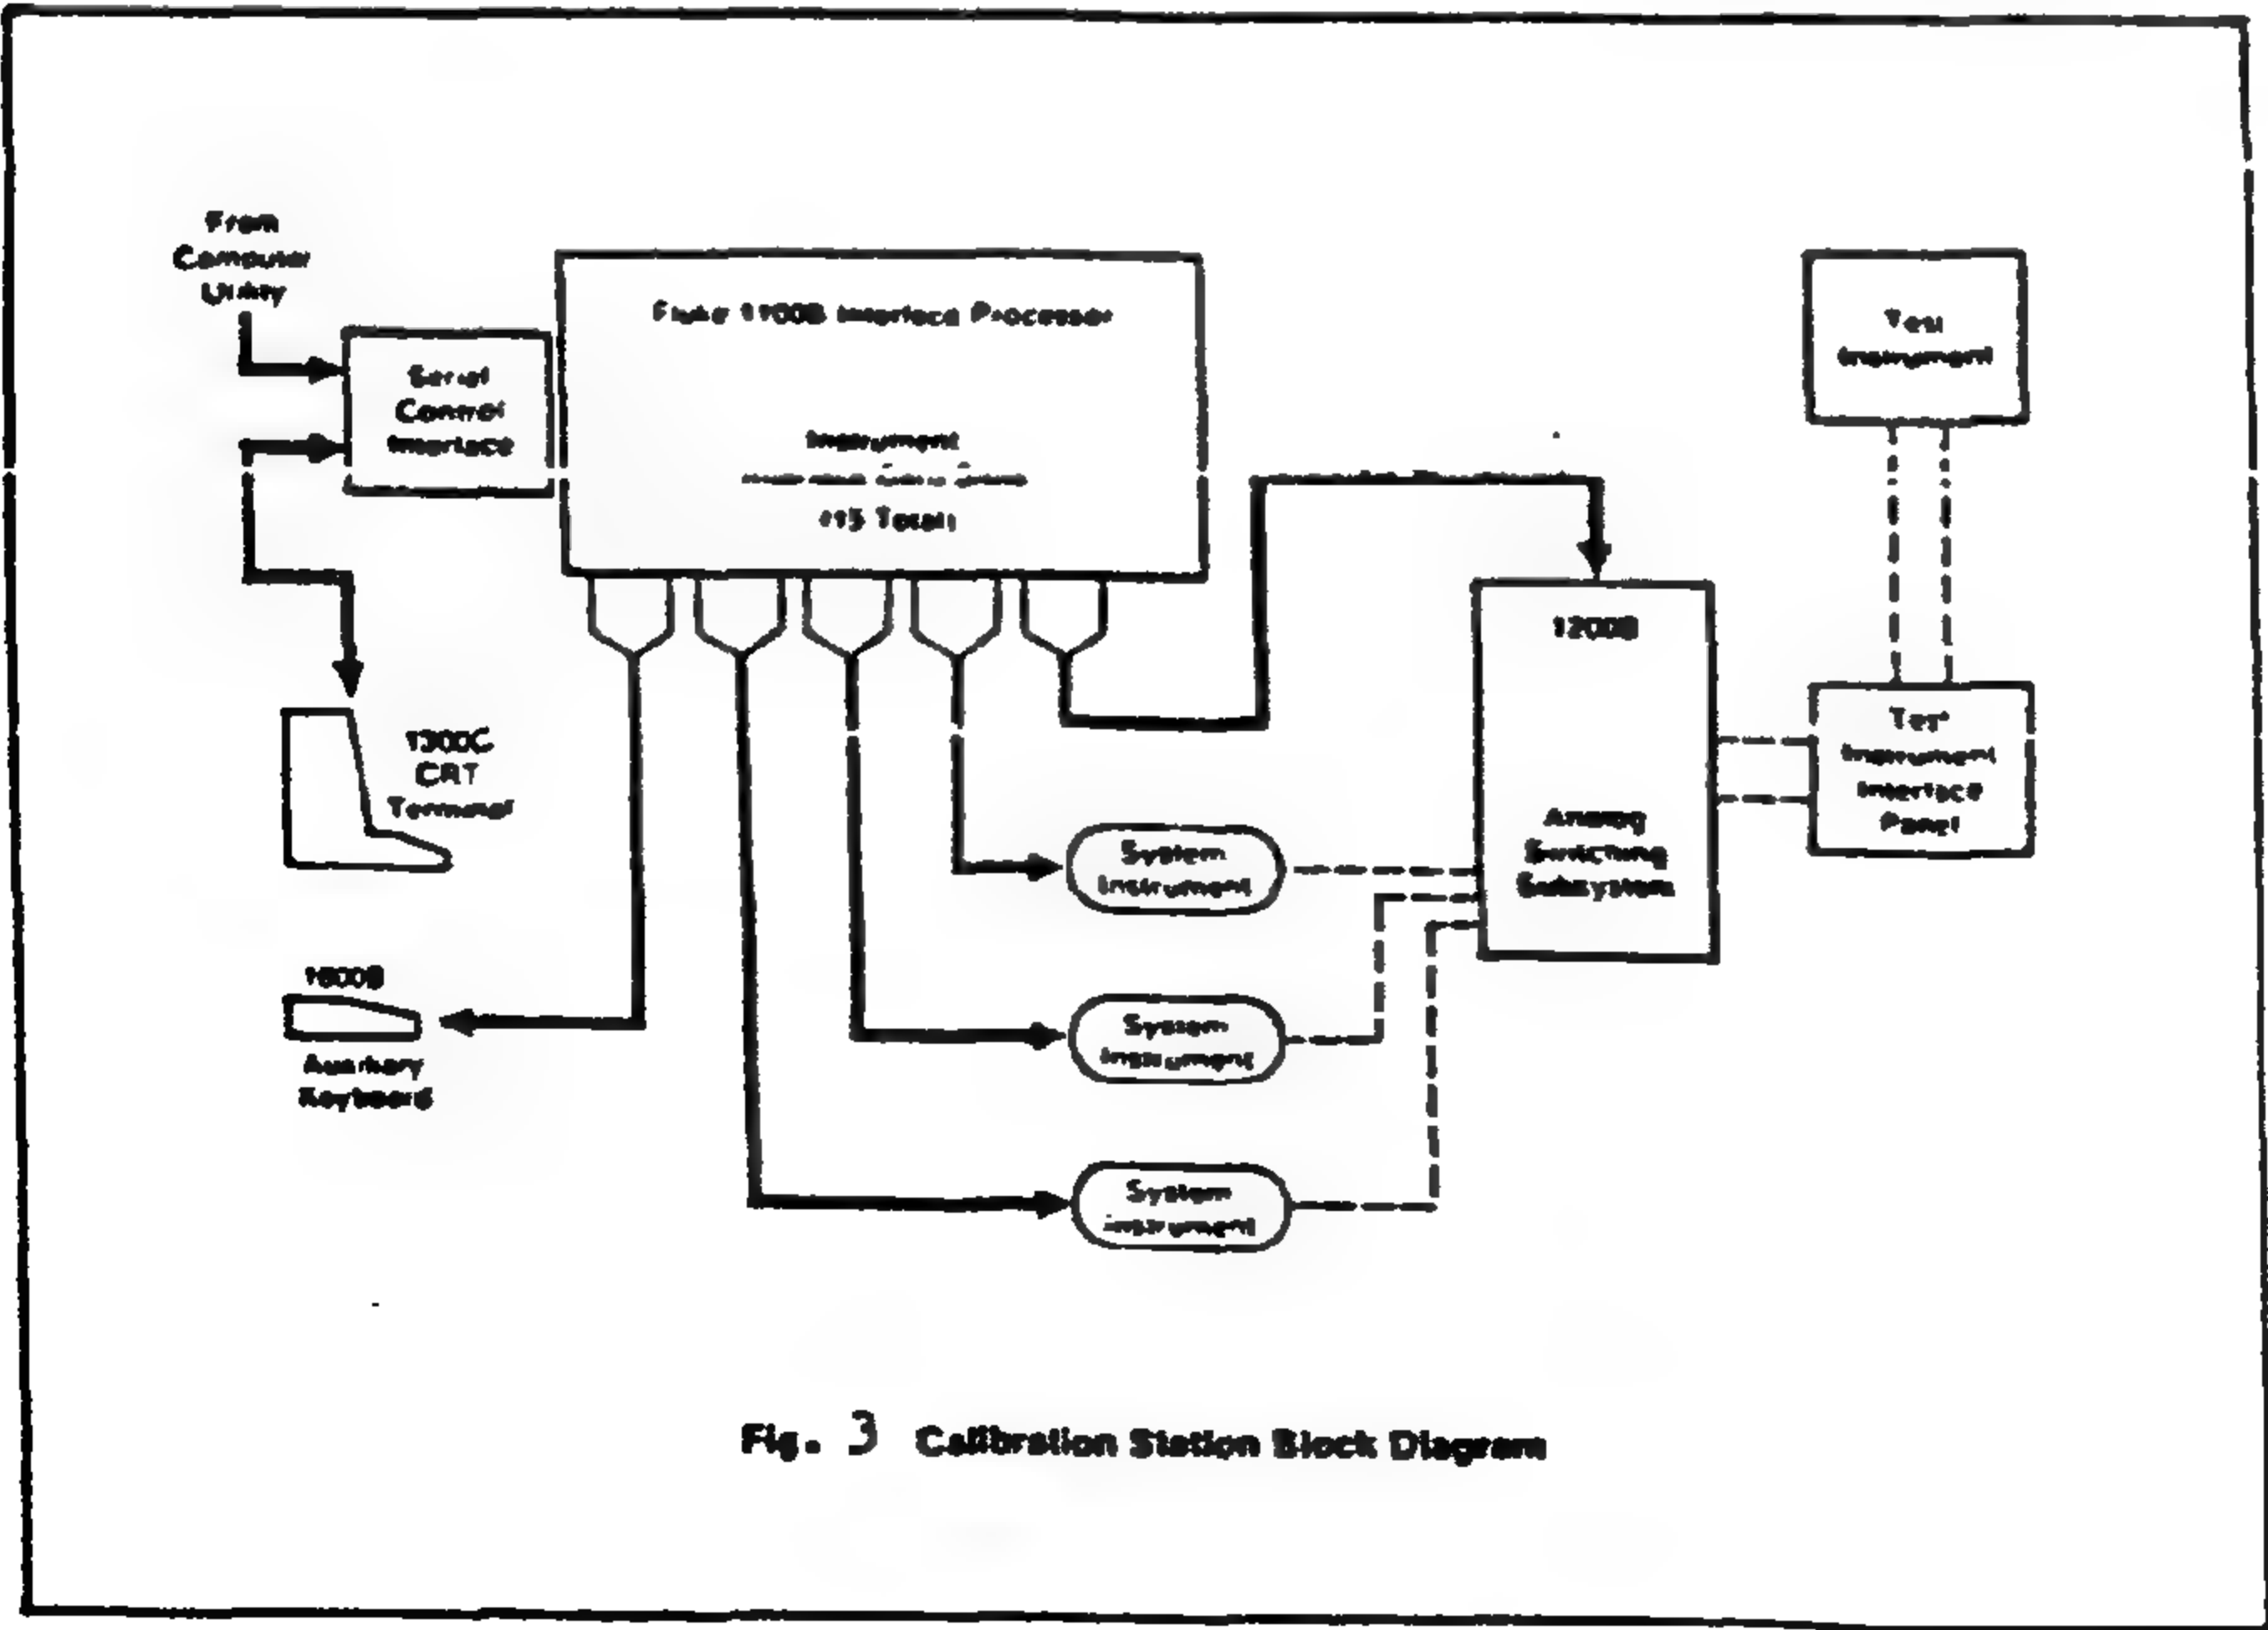 From
Computer
Utility
Fluke 1100B Interface Processor
Serial
Control
Interface
Instrument
(15 Total)
Test
Instrument
1200B
Analog
Switching
Subsystem
Test
Instrument
Interface
Panel
1300C
CRT
Terminal
System
Instrument
1800B
Auxiliary
Keyboard
System
Instrument
System
Instrument
Fig. 3 Calibration Station Block Diagram